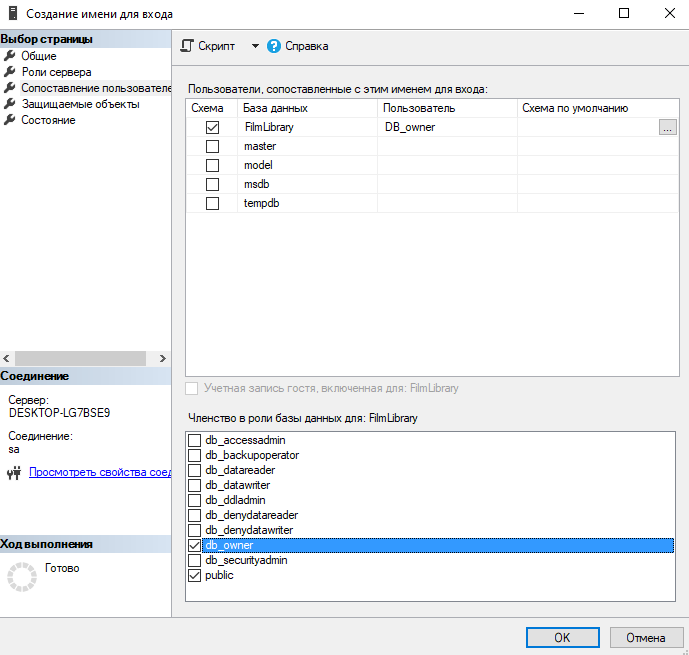 Создание имени для входа
Выбор страницы
Общие
Роли сервера
Сопоставление пользователе
Защищаемые объекты
Состояние
Скрипт
Справка
Пользователи, сопоставленные с этим именем для входа:
Схема База данных Пользователь Схема по умолчанию
FilmLibrary DB_owner ...
master
model
msdb
tempdb
Учетная запись гостя, включенная для: FilmLibrary
Соединение
Сервер:
DESKTOP-LG7BSE9
Соединение:
sa
Просмотреть свойства соед
Ход выполнения
Готово
Членство в роли базы данных для: FilmLibrary
db_accessadmin
db_backupoperator
db_datareader
db_datawriter
db_ddladmin
db_denydatareader
db_denydatawriter
db_owner
db_securityadmin
public
OK Отмена